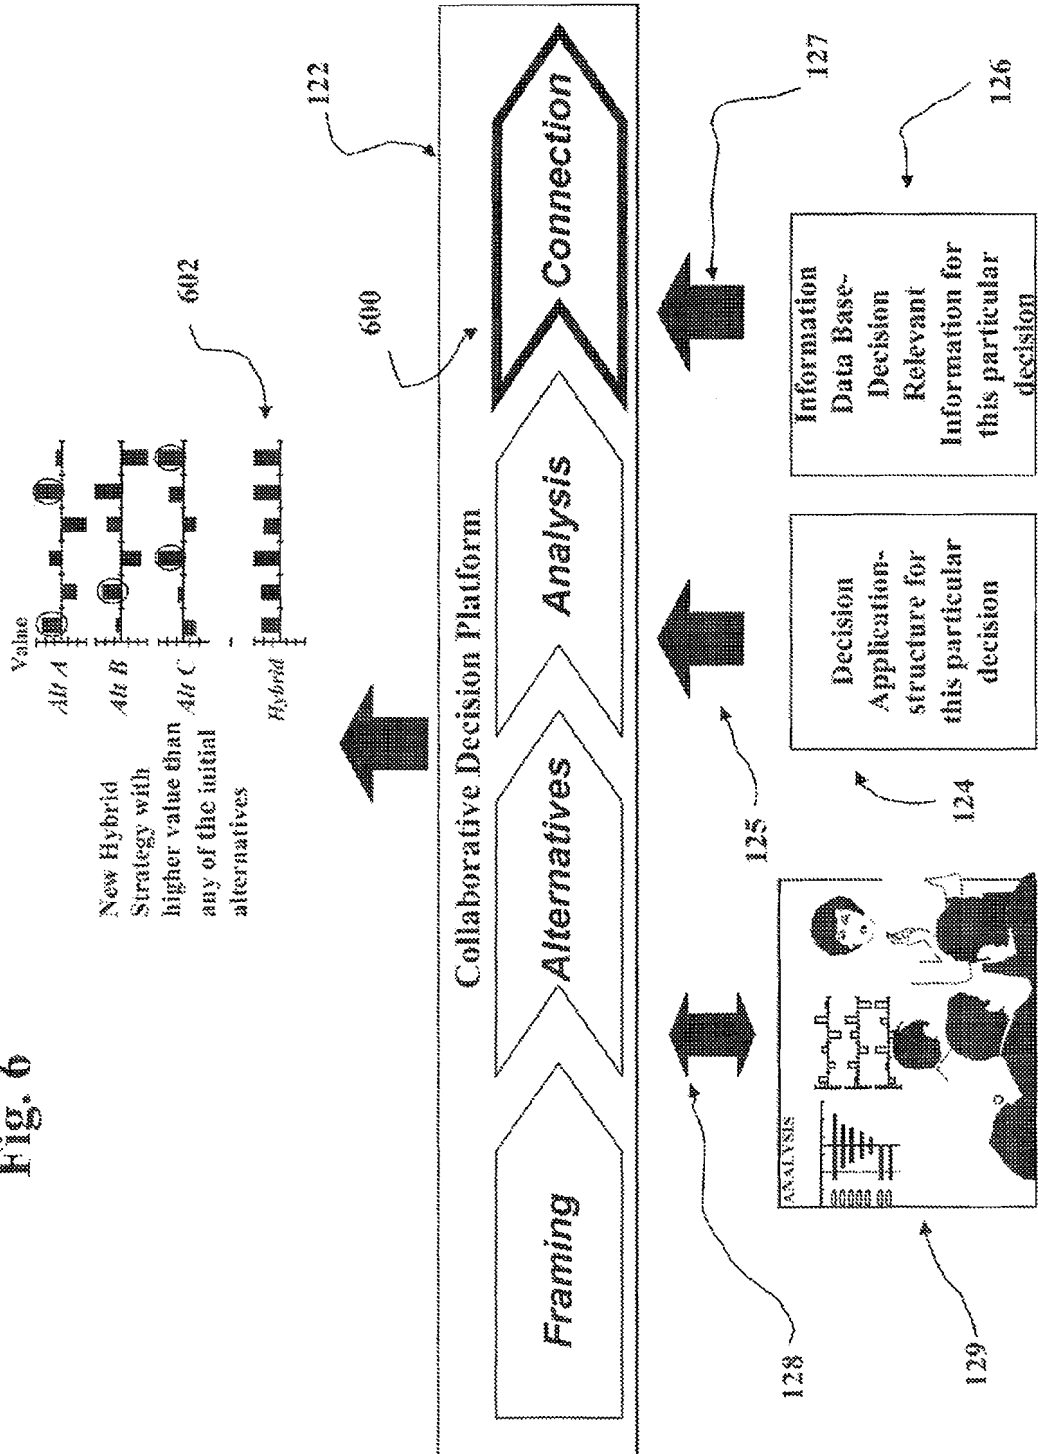 Fig. 6
New Hybrid
Strategy with
higher value than
any of the initial
alternatives
Value
Alt A
Alt B
Alt C
Hybrid
602
122
Collaborative Decision Platform
600
Framing
Alternatives
Analysis
Connection
128
125
127
129
ANALYSIS
124
Decision
Application-
structure for
this particular
decision
126
Information
Data Base-
Decision
Relevant
Information for
this particular
decision